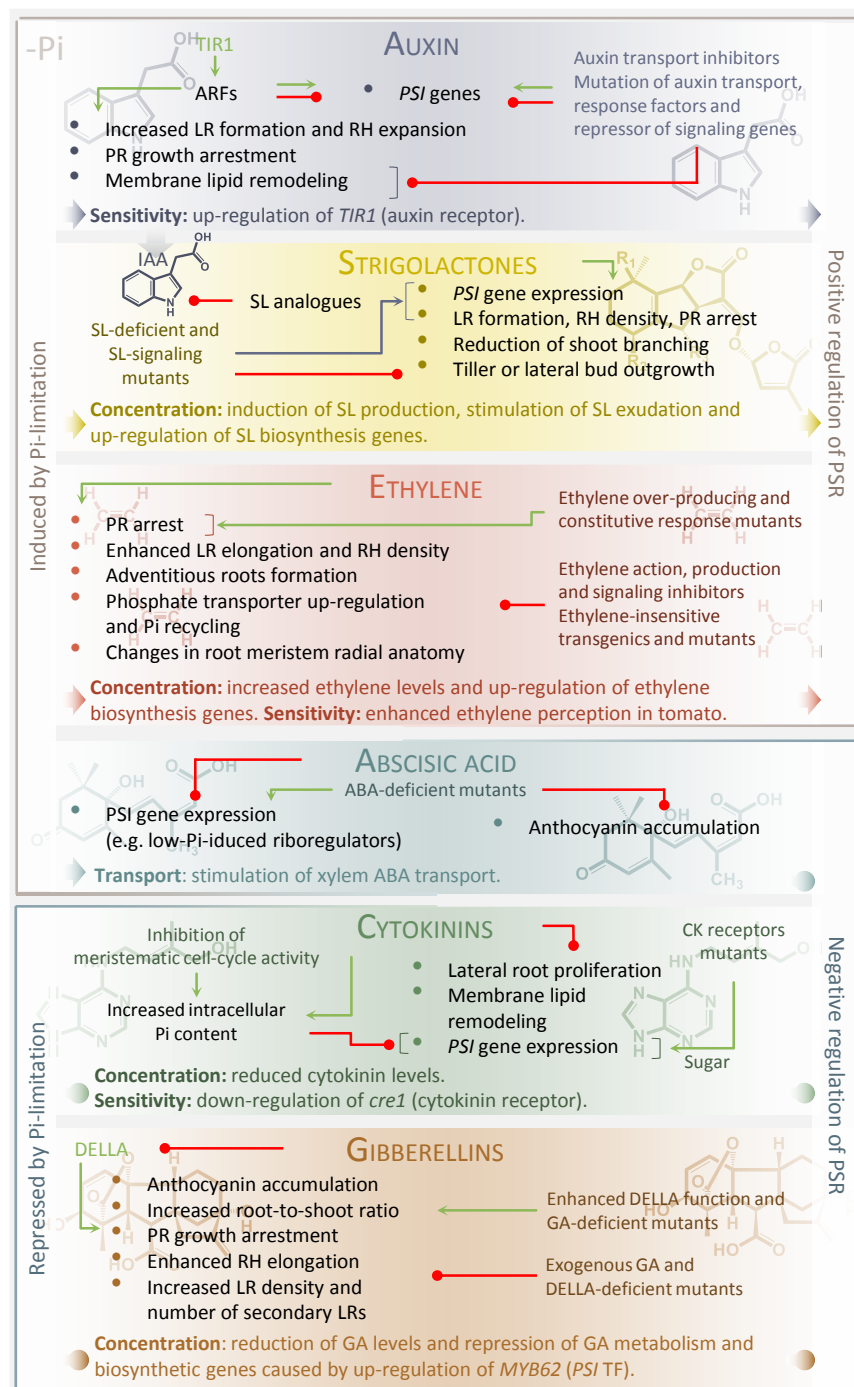 -Pi
AUXIN
TIR1
ARFs
PSI genes
Auxin transport inhibitors
Mutation of auxin transport,
response factors and
repressor of signaling genes
Increased LR formation and RH expansion
PR growth arrestment
Membrane lipid remodeling
Sensitivity: up-regulation of TIR1 (auxin receptor).
OH
O
N
H
OH
O
N
H
IAA
OH
O
N
H
STRIGOLACTONES
SL analogues
SL-deficient and
SL-signaling
mutants
PSI gene expression
LR formation, RH density, PR arrest
Reduction of shoot branching
Tiller or lateral bud outgrowth
R1
O
O
O
O
O
Concentration: induction of SL production, stimulation of SL exudation and
up-regulation of SL biosynthesis genes.
Induced by Pi-limitation
Positive regulation of PSR
ETHYLENE
PR arrest
Enhanced LR elongation and RH density
Adventitious roots formation
Phosphate transporter up-regulation
and Pi recycling
Changes in root meristem radial anatomy
Ethylene over-producing and
constitutive response mutants
Ethylene action, production
and signaling inhibitors
Ethylene-insensitive
transgenics and mutants
H H
C=C
H H
Concentration: increased ethylene levels and up-regulation of ethylene
biosynthesis genes. Sensitivity: enhanced ethylene perception in tomato.
ABSCISIC ACID
ABA-deficient mutants
PSI gene expression
(e.g. low-Pi-iduced riboregulators)
Anthocyanin accumulation
OH
O
OH
O
CH3
OH
O
OH
O
CH3
Transport: stimulation of xylem ABA transport.
CYTOKININS
Inhibition of
meristematic cell-cycle activity
Increased intracellular
Pi content
Lateral root proliferation
Membrane lipid
remodeling
PSI gene expression
CK receptors
mutants
Sugar
HN
N
N
N
N
H
Concentration: reduced cytokinin levels.
Sensitivity: down-regulation of cre1 (cytokinin receptor).
Repressed by Pi-limitation
Negative regulation of PSR
GIBBERELLINS
DELLA
Anthocyanin accumulation
Increased root-to-shoot ratio
PR growth arrestment
Enhanced RH elongation
Increased LR density and
number of secondary LRs
Enhanced DELLA function and
GA-deficient mutants
Exogenous GA and
DELLA-deficient mutants
O
H
HO
O
OH
Concentration: reduction of GA levels and repression of GA metabolism and
biosynthetic genes caused by up-regulation of MYB62 (PSI TF).